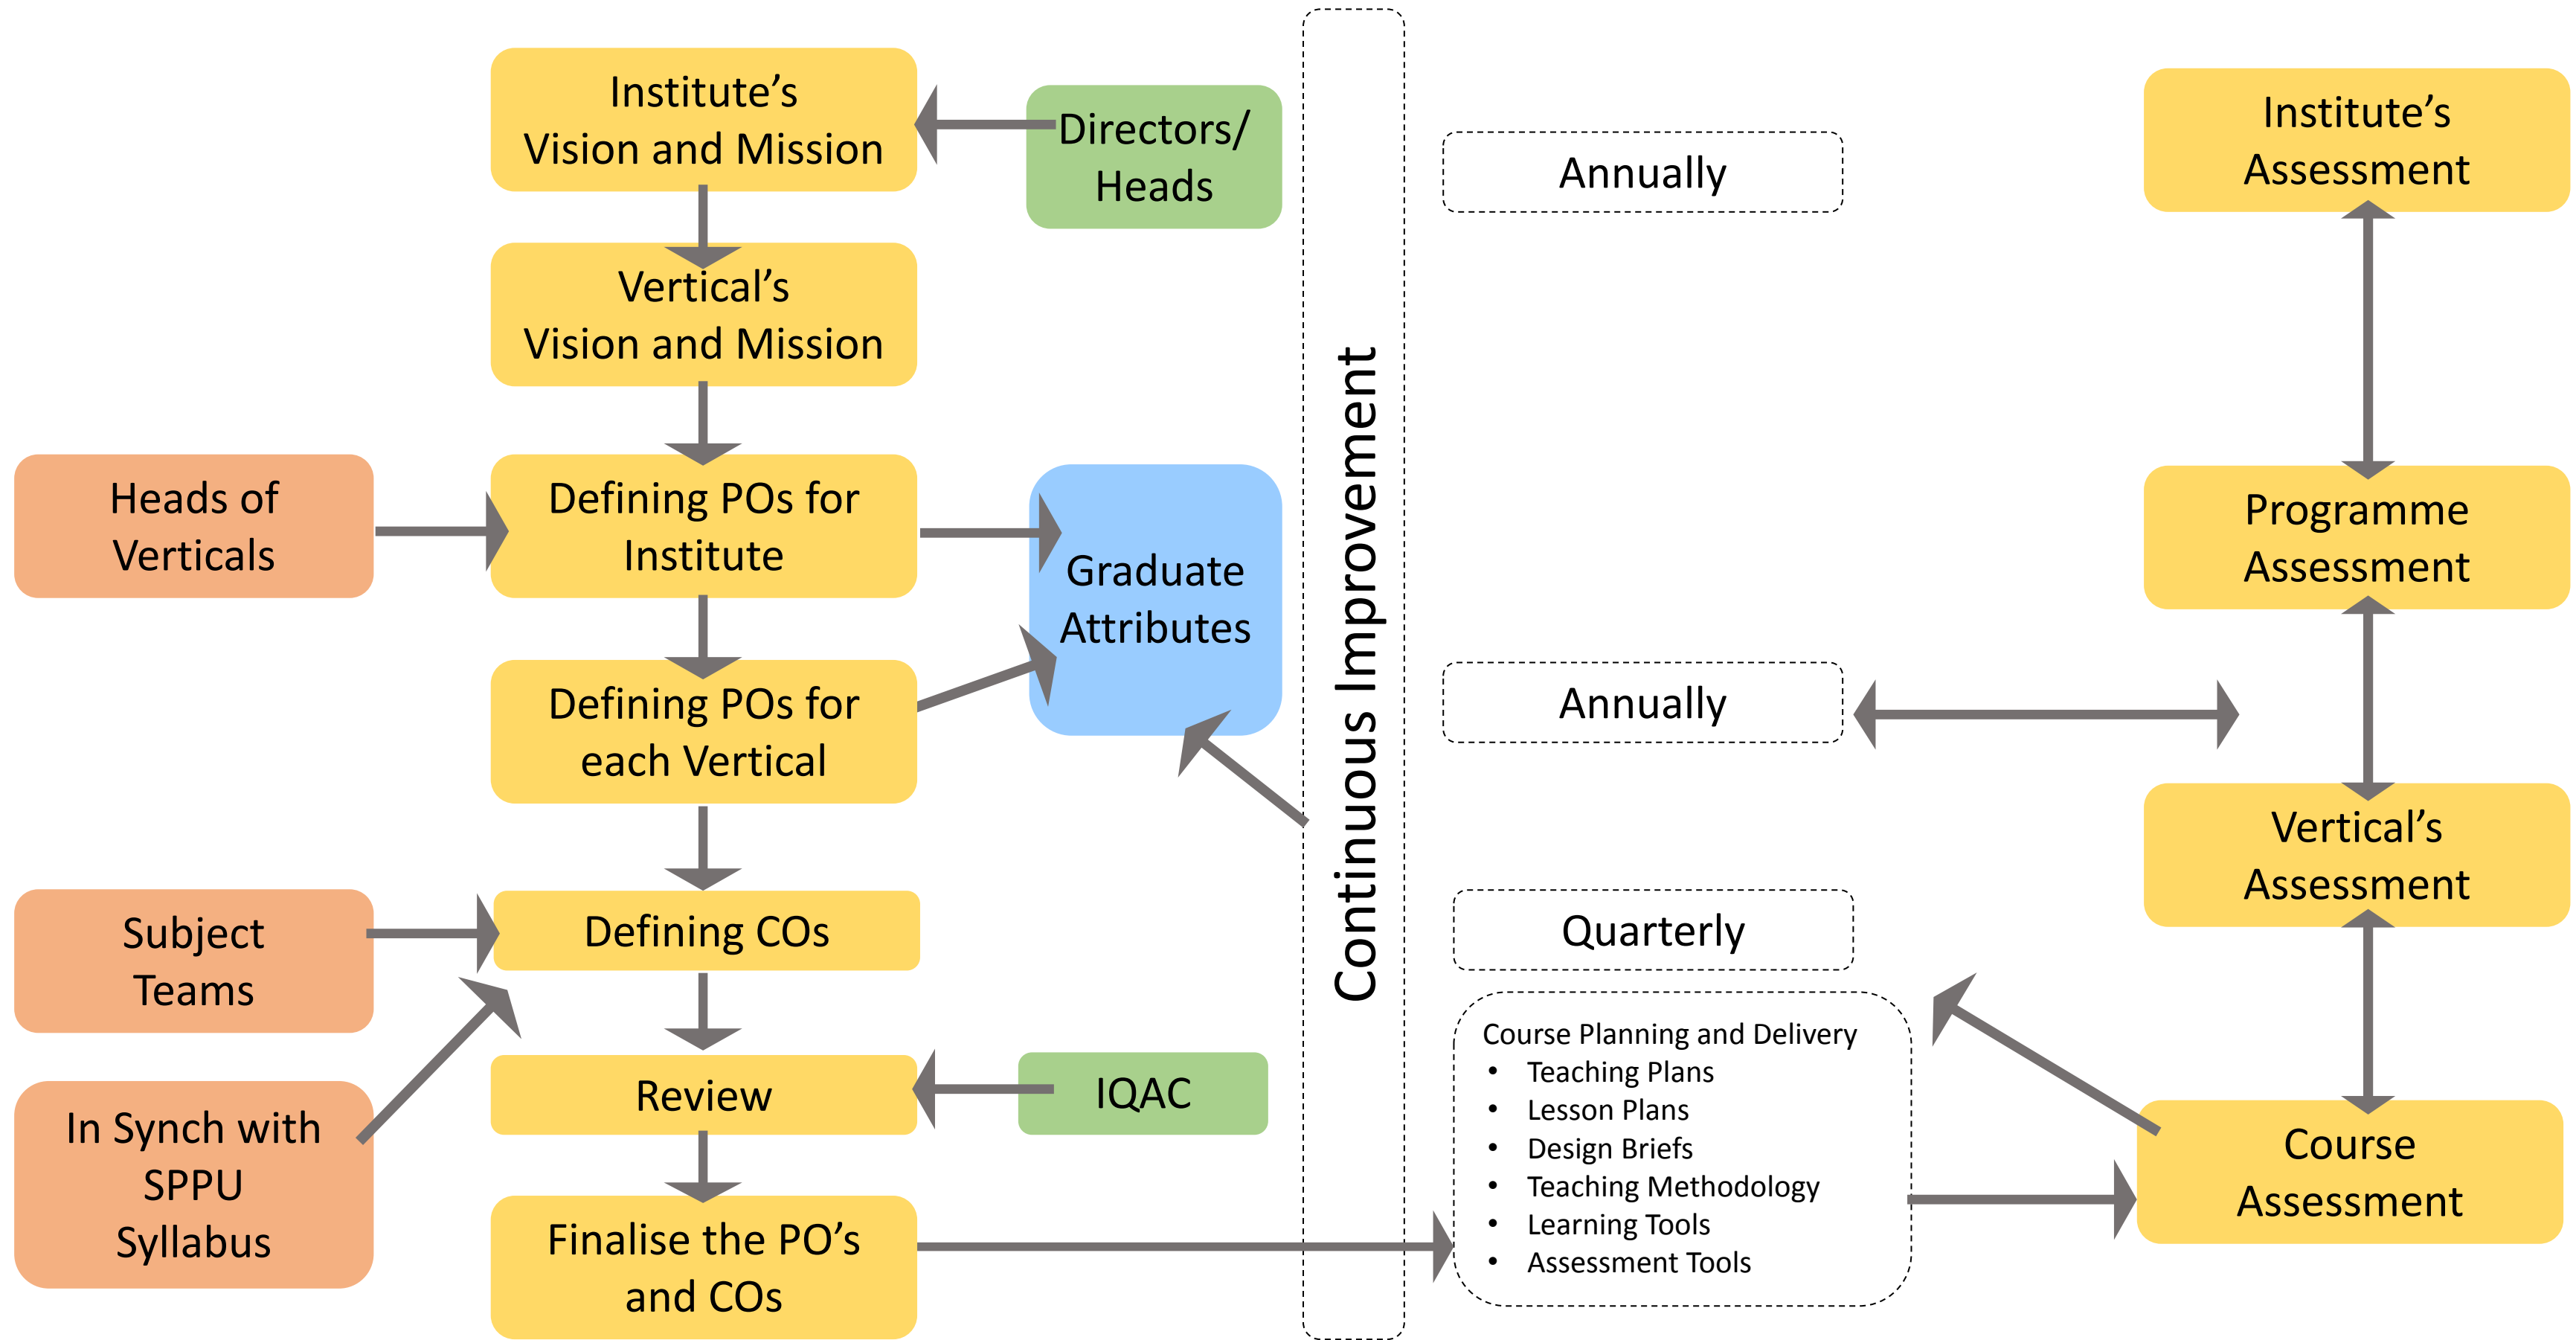 Institute’s
Vision and Mission
Directors/
Heads
Vertical’s
Vision and Mission
Heads of
Verticals
Defining POs for
Institute
Graduate
Attributes
Defining POs for
each Vertical
Subject
Teams
Defining COs
In Synch with
SPPU
Syllabus
Review
IQAC
Finalise the PO’s
and COs
Continuous Improvement
Annually
Annually
Quarterly
Course Planning and Delivery
• Teaching Plans
• Lesson Plans
• Design Briefs
• Teaching Methodology
• Learning Tools
• Assessment Tools
Institute’s
Assessment
Programme
Assessment
Vertical’s
Assessment
Course
Assessment